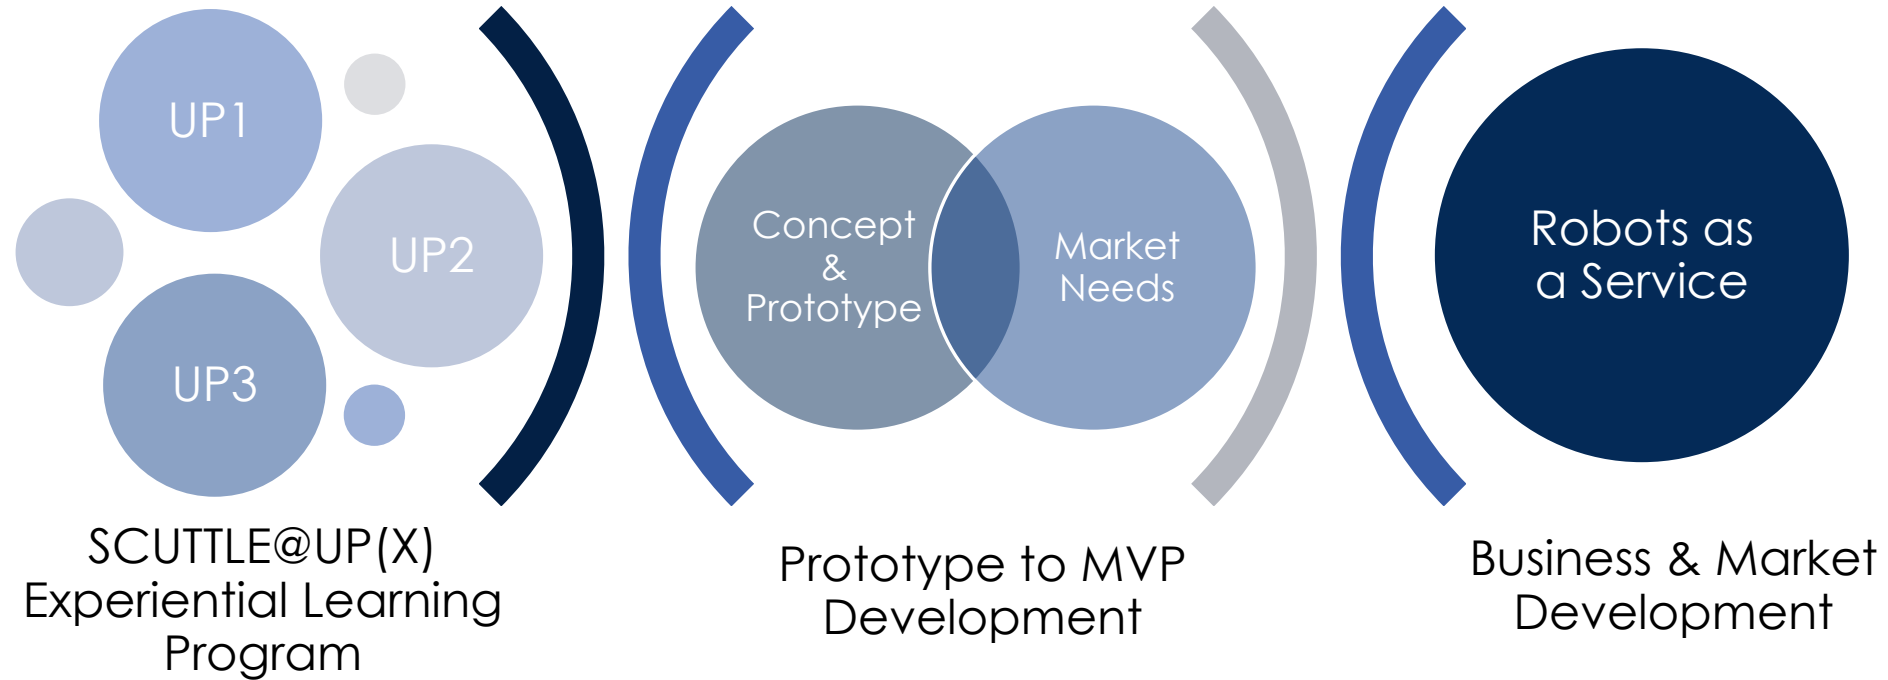 UP1
UP2
UP3
SCUTTLE@UP(X)
Experiential Learning
Program
Concept
&
Prototype
Market
Needs
Prototype to MVP
Development
Robots as
a Service
Business & Market
Development